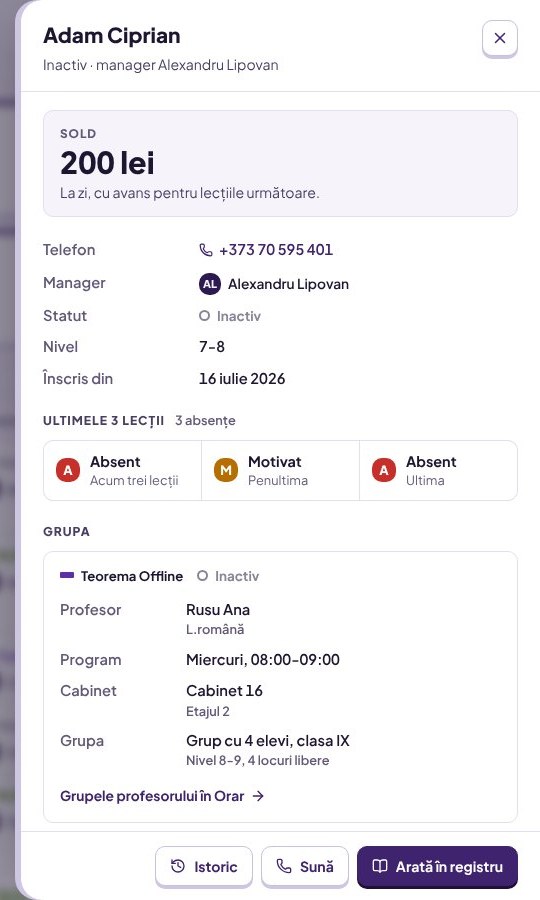 Adam Ciprian
Inactiv · manager Alexandru Lipovan
SOLD
200 lei
La zi, cu avans pentru lecțiile următoare.
Telefon +373 70 595 401
Manager AL Alexandru Lipovan
Statut Inactiv
Nivel 7–8
Înscris din 16 iulie 2026
ULTIMELE 3 LECȚII 3 absențe
A Absent M Motivat A Absent
Acum trei lecții Penultima Ultima
GRUPA
Teorema Offline Inactiv
Profesor Rusu Ana
L.română
Program Miercuri, 08:00–09:00
Cabinet Cabinet 16
Etajul 2
Grupa Grup cu 4 elevi, clasa IX
Nivel 8–9, 4 locuri libere
Grupele profesorului în Orar →
Istoric Sună Arată în registru